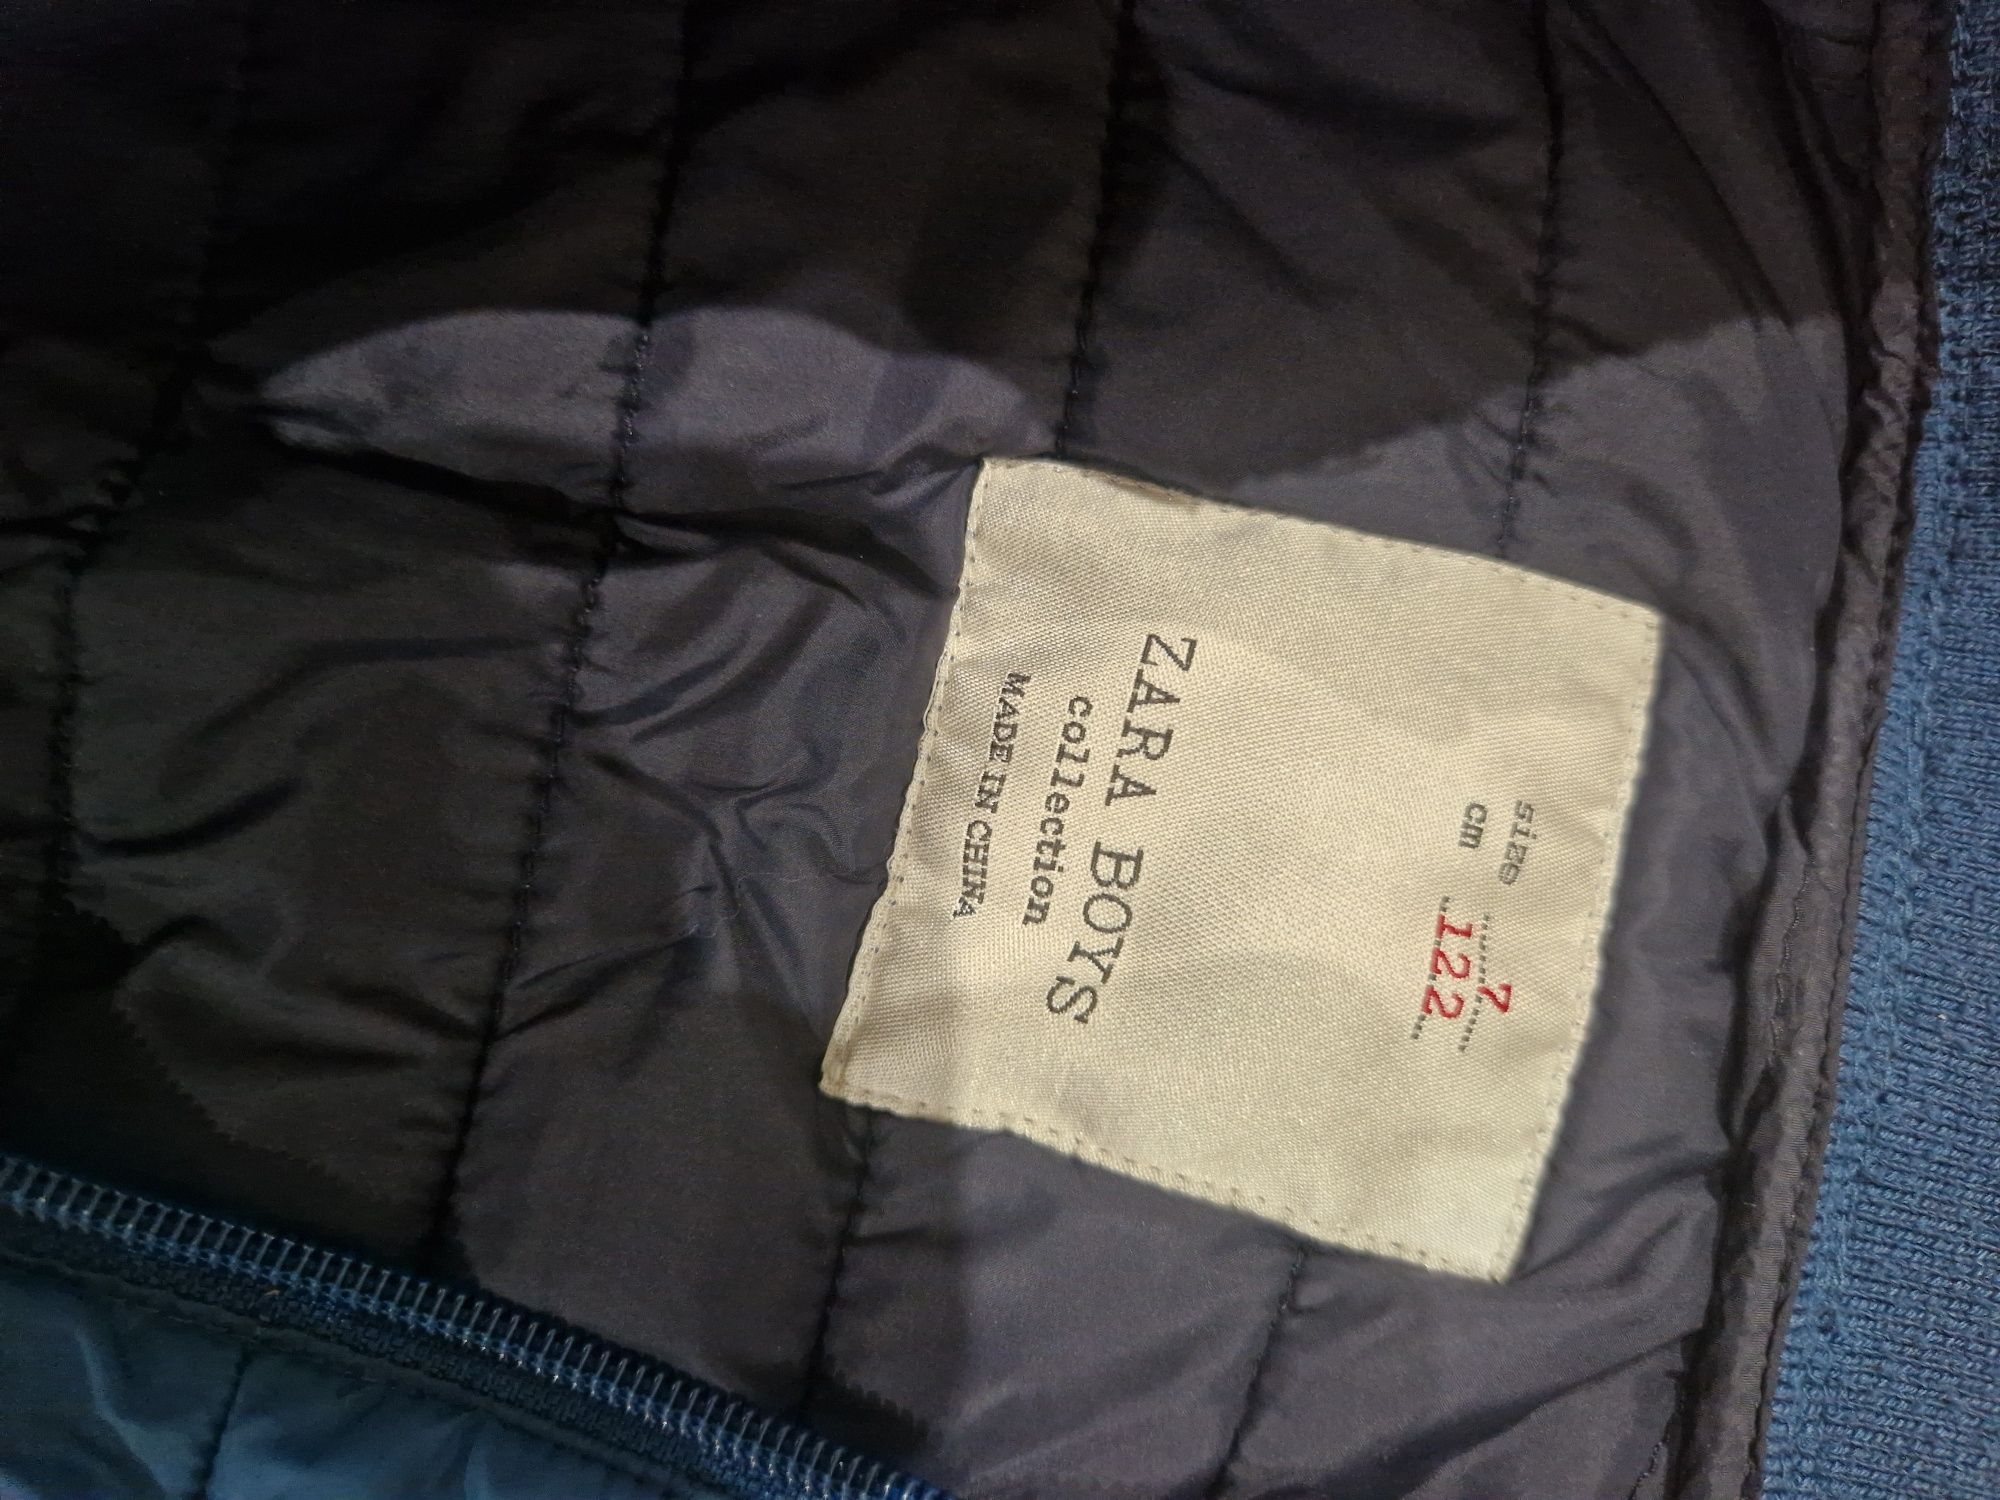 size 7
cm 122
ZARA BOYS
collection
MADE IN CHINA